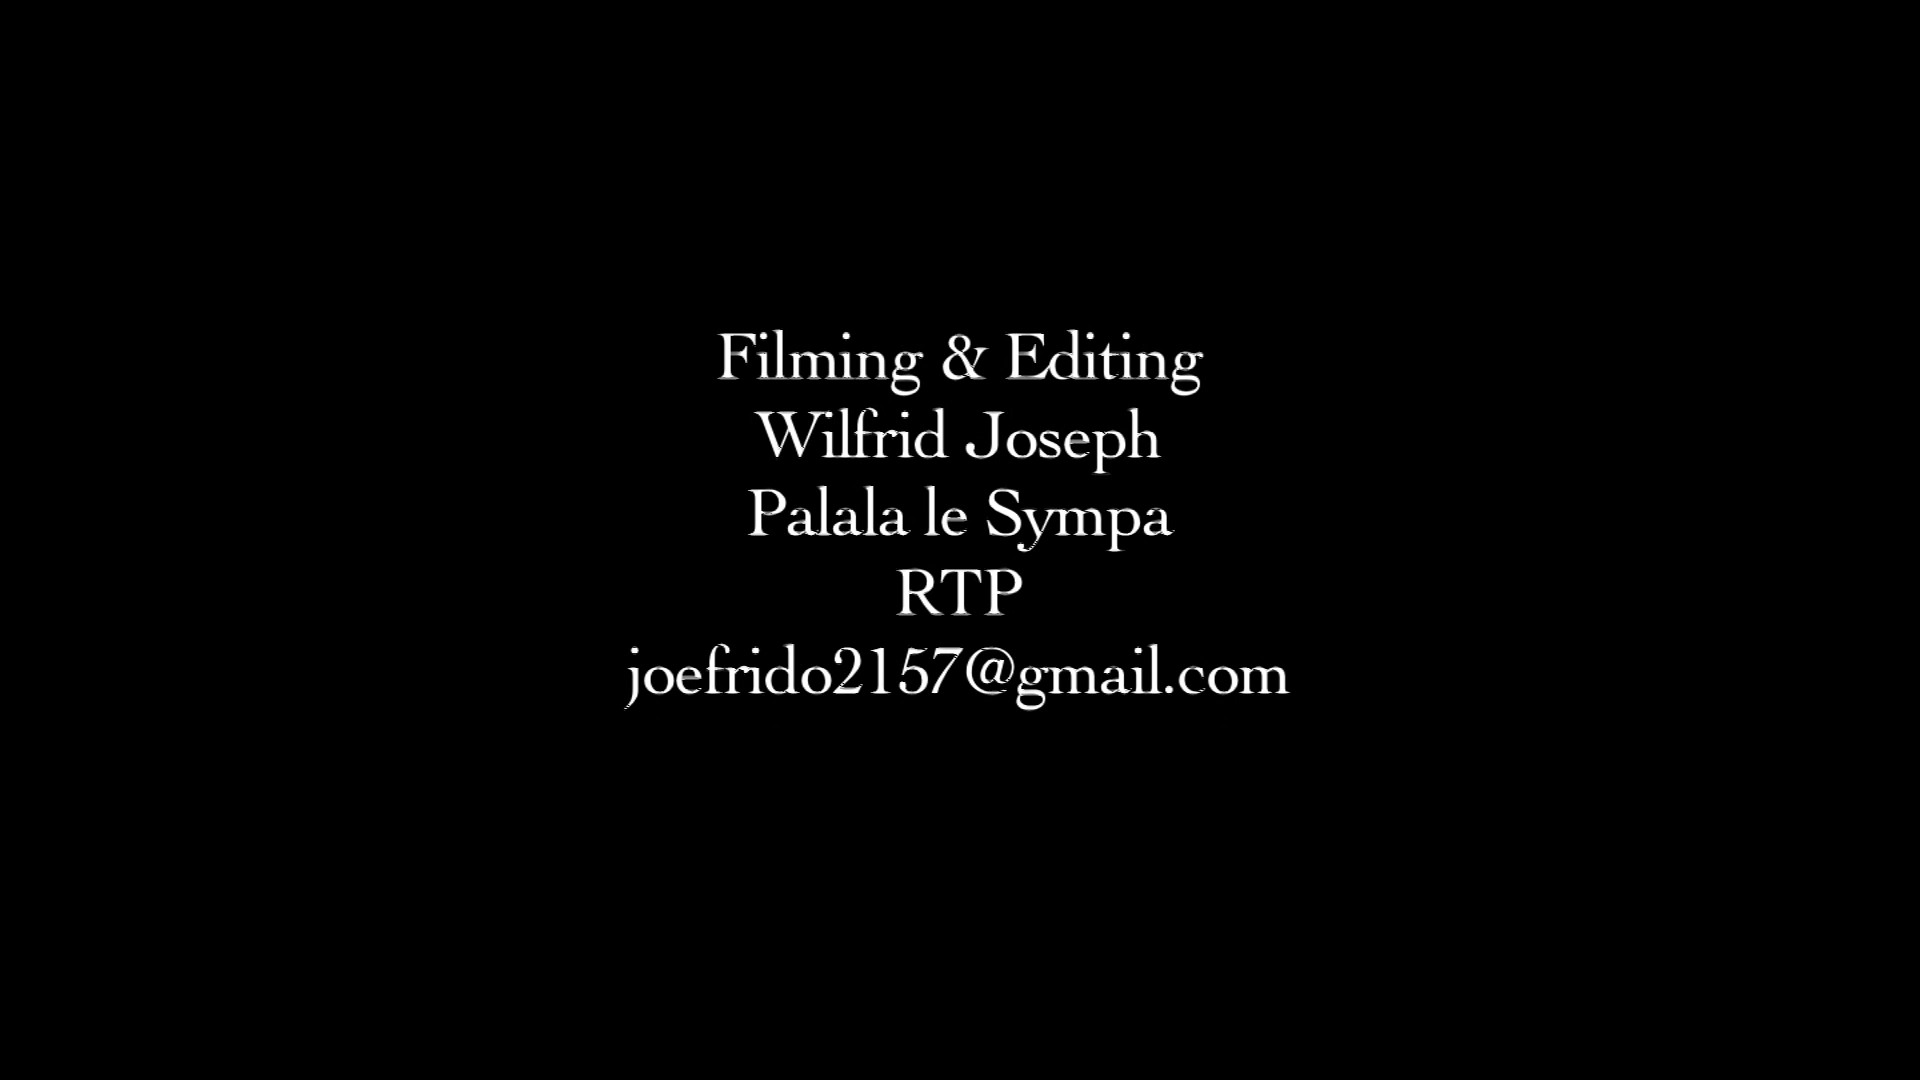 Filming & Editing
Wilfrid Joseph
Palala le Sympa
RTP
joefrido2157@gmail.com